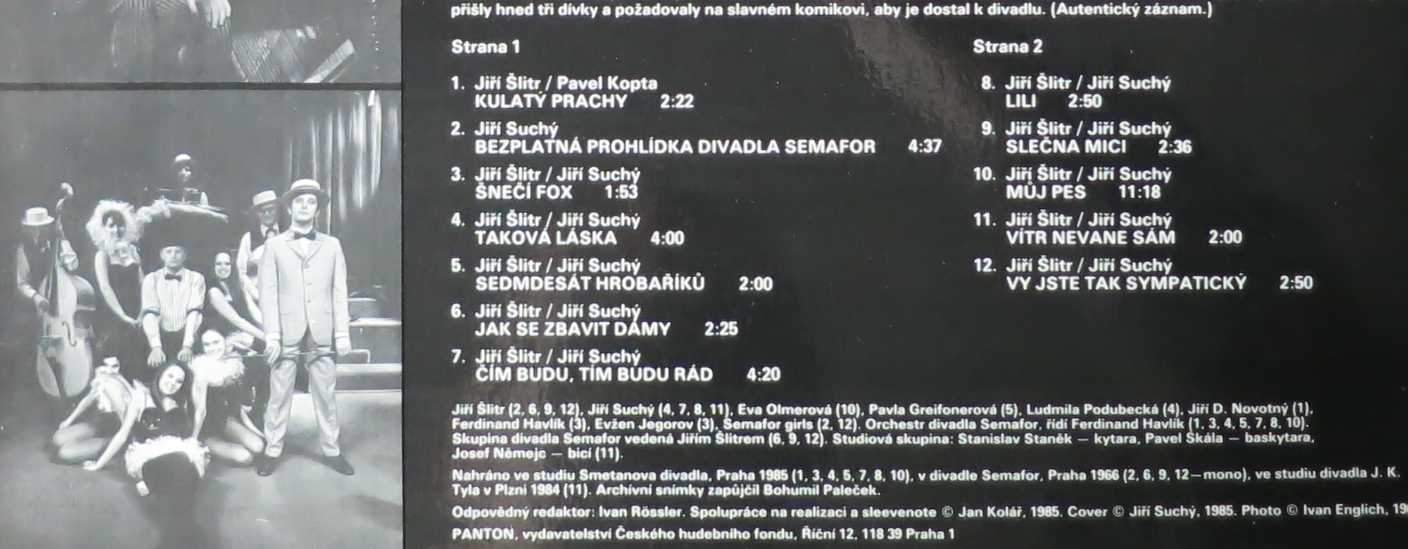 přišly hned tři dívky a požadovaly na slavném komikovi, aby je dostal k divadlu. (Autentický záznam.)
Strana 1
1. Jiří Šlitr / Pavel Kopta
KULATÝ PRACHY 2:22
2. Jiří Suchý
BEZPLATNÁ PROHLÍDKA DIVADLA SEMAFOR 4:37
3. Jiří Šlitr / Jiří Suchý
ŠNEČÍ FOX 1:53
4. Jiří Šlitr / Jiří Suchý
TAKOVÁ LÁSKA 4:00
5. Jiří Šlitr / Jiří Suchý
SEDMDESÁT HROBAŘÍKŮ 2:00
6. Jiří Šlitr / Jiří Suchý
JAK SE ZBAVIT DÁMY 2:25
7. Jiří Šlitr / Jiří Suchý
ČÍM BUDU, TÍM BUDU RÁD 4:20
Strana 2
8. Jiří Šlitr / Jiří Suchý
LILI 2:50
9. Jiří Šlitr / Jiří Suchý
SLEČNA MICI 2:36
10. Jiří Šlitr / Jiří Suchý
MŮJ PES 11:18
11. Jiří Šlitr / Jiří Suchý
VÍTR NEVANE SÁM 2:00
12. Jiří Šlitr / Jiří Suchý
VY JSTE TAK SYMPATICKÝ 2:50
Jiří Šlitr (2, 6, 9, 12), Jiří Suchý (4, 7, 8, 11), Eva Olmerová (10), Pavla Greifonerová (5), Ludmila Podubecká (4), Jiří D. Novotný (1),
Ferdinand Havlík (3), Evžen Jegorov (3), Semafor girls (2, 12). Orchestr divadla Semafor, řídí Ferdinand Havlík (1, 3, 4, 5, 7, 8, 10).
Skupina divadla Semafor vedená Jiřím Šlitrem (6, 9, 12). Studiová skupina: Stanislav Staněk — kytara, Pavel Škála — baskytara,
Josef Němejc — bicí (11).
Nahráno ve studiu Smetanova divadla, Praha 1985 (1, 3, 4, 5, 7, 8, 10), v divadle Semafor, Praha 1966 (2, 6, 9, 12—mono), ve studiu divadla J. K.
Tyla v Plzni 1984 (11). Archívní snímky zapůjčil Bohumil Paleček.
Odpovědný redaktor: Ivan Rössler. Spolupráce na realizaci a sleevenote © Jan Kolář, 1985. Cover © Jiří Suchý, 1985. Photo © Ivan Englich,
PANTON, vydavatelství Českého hudebního fondu, Říční 12, 118 39 Praha 1